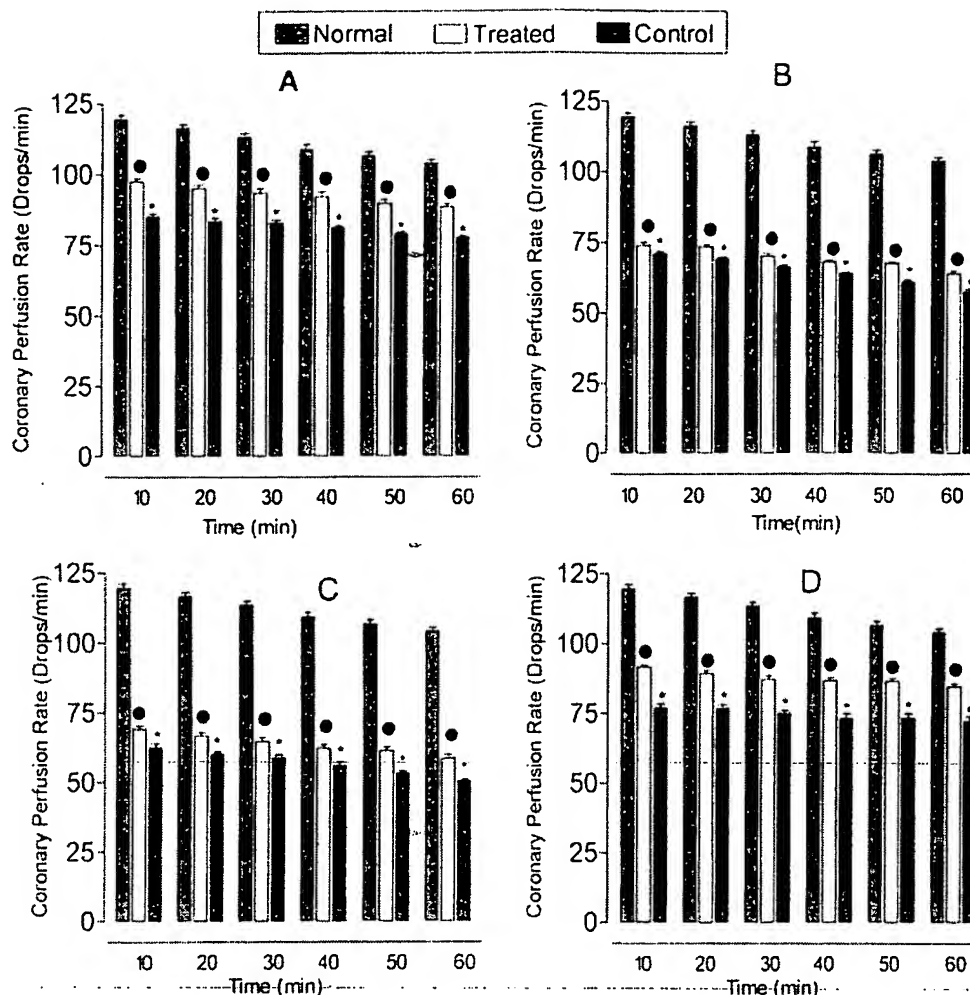 Normal Treated Control
A
Coronary Perfusion Rate (Drops/min)
125
100
75
50
25
0
10 20 30 40 50 60
Time (min)
B
Coronary Perfusion Rate (Drops/min)
125
100
75
50
25
0
10 20 30 40 50 60
Time(min)
C
Coronary Perfusion Rate (Drops/min)
125
100
75
50
25
0
10 20 30 40 50 60
Time (min)
D
Coronary Perfusion Rate (Drops/min)
125
100
75
50
25
0
10 20 30 40 50 60
Time (min)